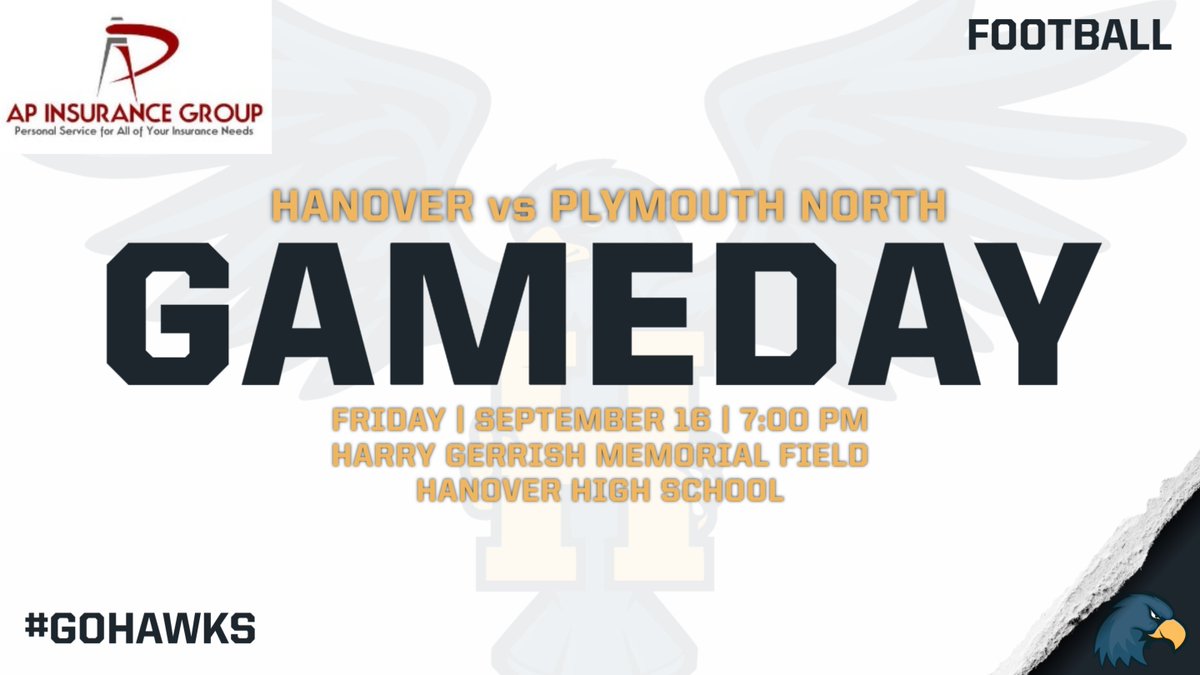 AP INSURANCE GROUP
Personal Service for All of Your Insurance Needs
FOOTBALL
HANOVER vs PLYMOUTH NORTH
GAMEDAY
FRIDAY | SEPTEMBER 16 | 7:00 PM
HARRY GERRISH MEMORIAL FIELD
HANOVER HIGH SCHOOL
#GOHAWKS